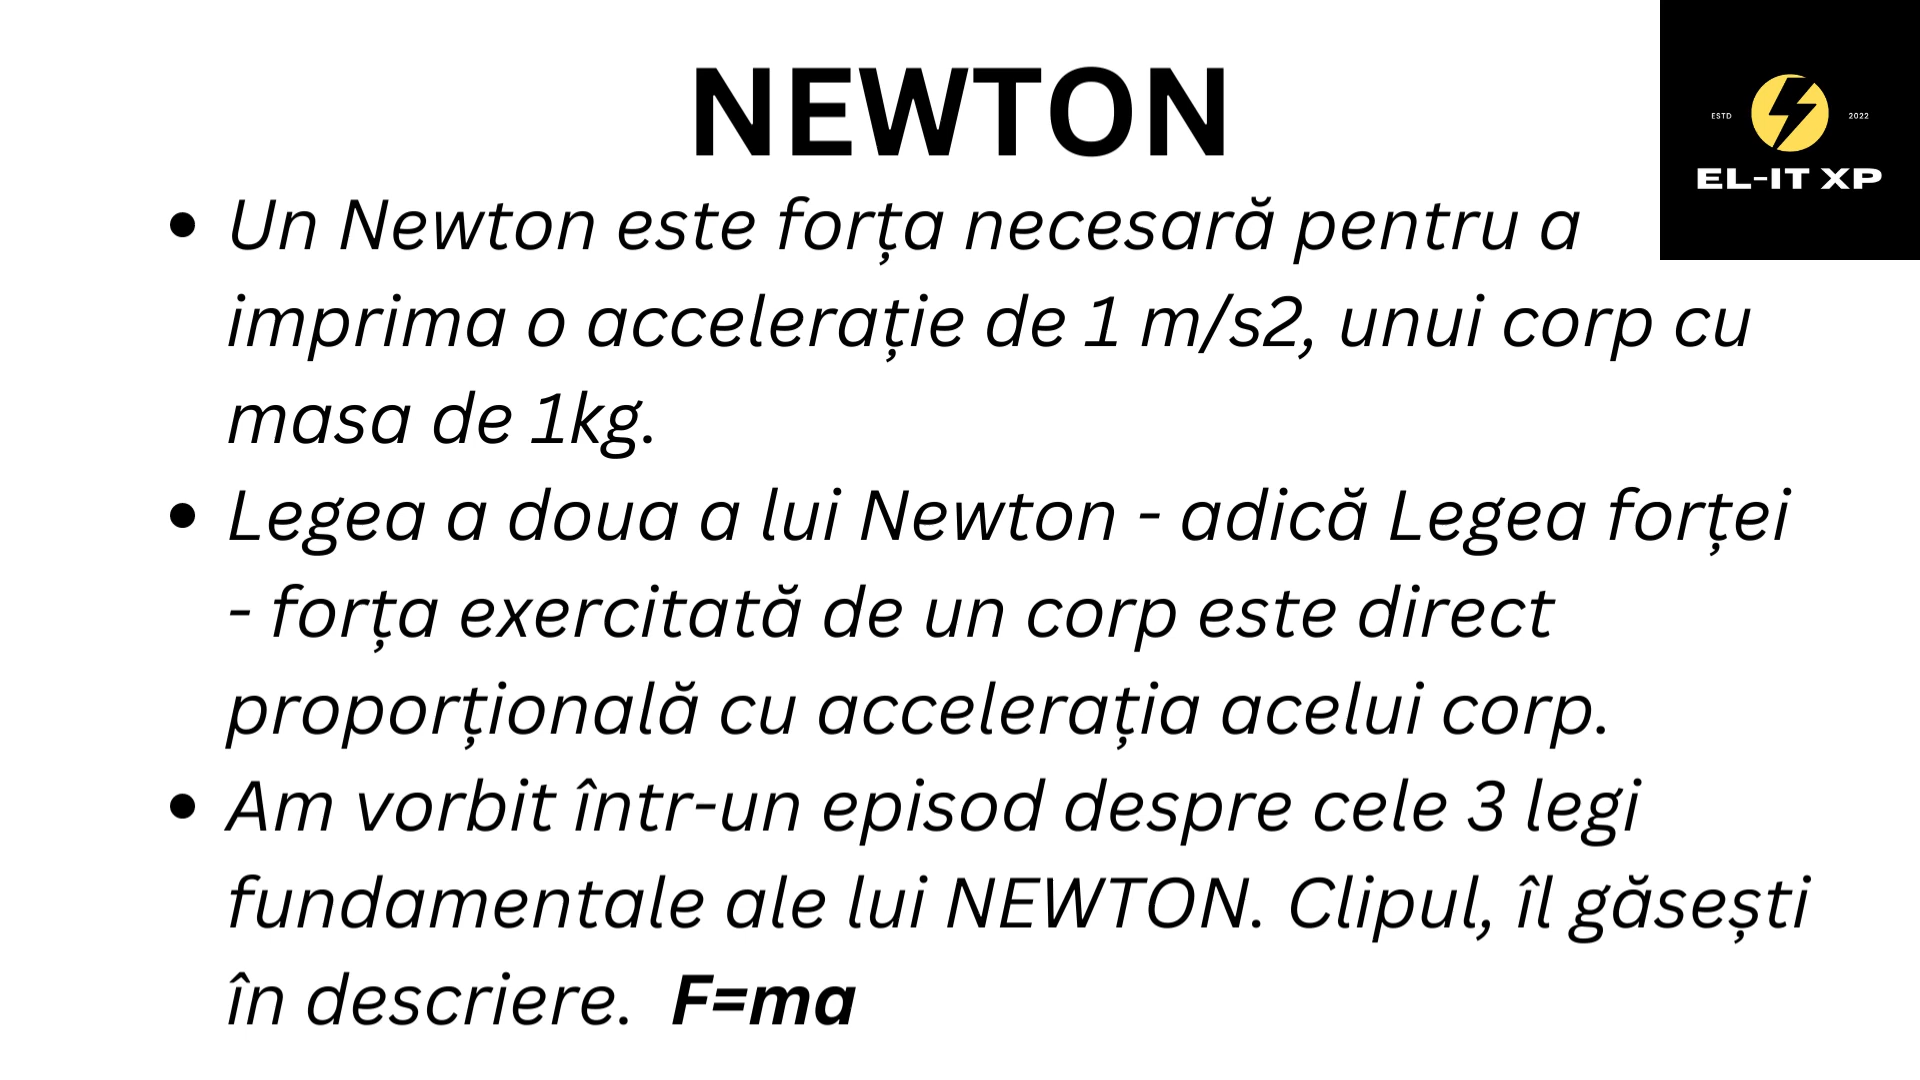 NEWTON
ESTD 2022
EL-IT XP
• Un Newton este forța necesară pentru a
imprima o accelerație de 1 m/s2, unui corp cu
masa de 1kg.
• Legea a doua a lui Newton - adică Legea forței
- forța exercitată de un corp este direct
proporțională cu accelerația acelui corp.
• Am vorbit într-un episod despre cele 3 legi
fundamentale ale lui NEWTON. Clipul, îl găsești
în descriere. F=ma